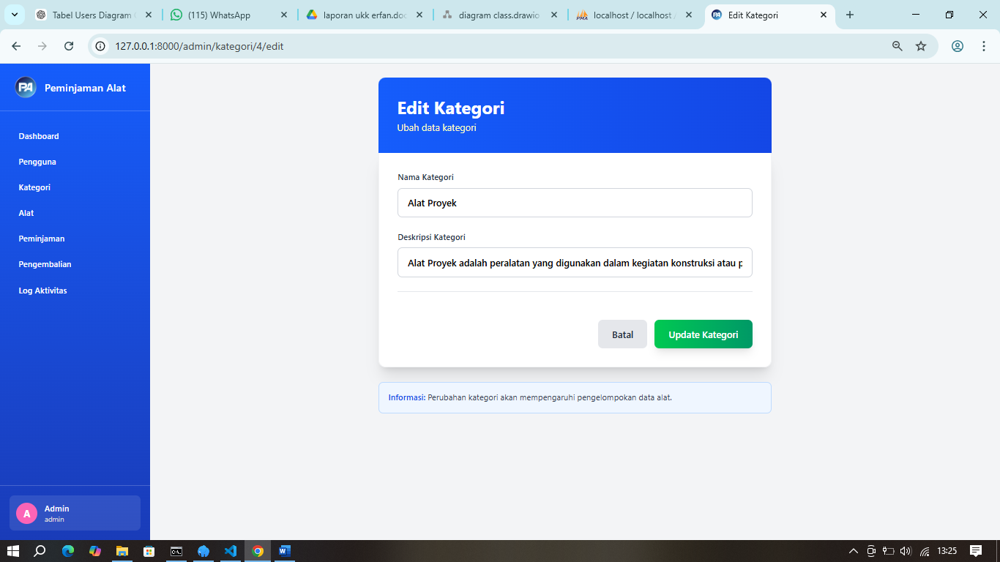 Tabel Users Diagram
(115) WhatsApp
laporan ukk erfan.doc
diagram class.drawio
localhost / localhost /
Edit Kategori
127.0.0.1:8000/admin/kategori/4/edit
PA
Peminjaman Alat
Dashboard
Pengguna
Kategori
Alat
Peminjaman
Pengembalian
Log Aktivitas
A
Admin
admin
Edit Kategori
Ubah data kategori
Nama Kategori
Alat Proyek
Deskripsi Kategori
Alat Proyek adalah peralatan yang digunakan dalam kegiatan konstruksi atau p
Batal
Update Kategori
Informasi: Perubahan kategori akan mempengaruhi pengelompokan data alat.
13:25